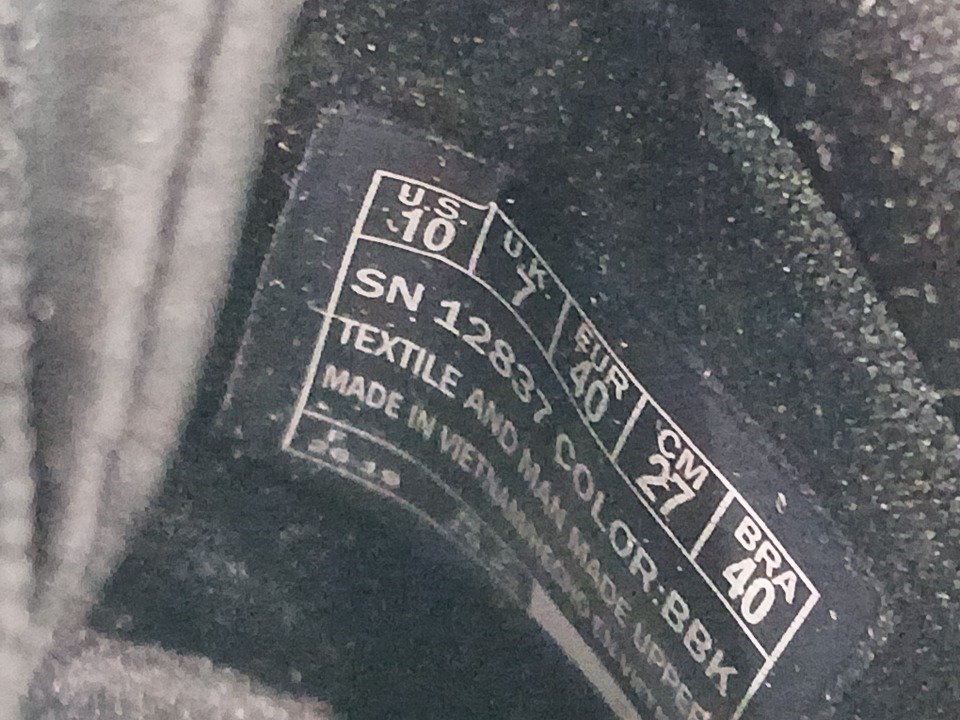 U.S. UK EUR CM BRA
10 7 40 27 40
SN 12837 COLOR:BBK
TEXTILE AND MAN MADE UPPER
MADE IN VIETNAM